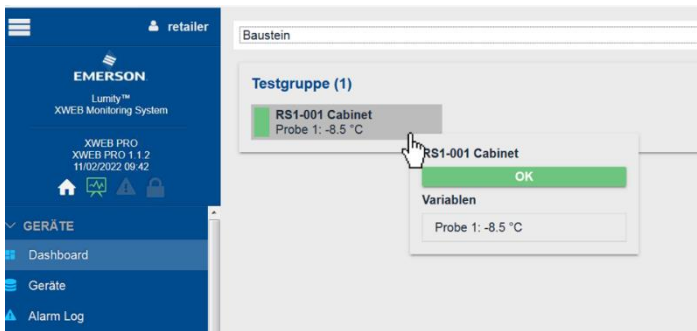 retailer
EMERSON
Lumity™
XWEB Monitoring System
XWEB PRO
XWEB PRO 1.1.2
11/02/2022 09:42
GERÄTE
Dashboard
Geräte
Alarm Log
Baustein
Testgruppe (1)
RS1-001 Cabinet
Probe 1: -8.5 °C
RS1-001 Cabinet
OK
Variablen
Probe 1: -8.5 °C